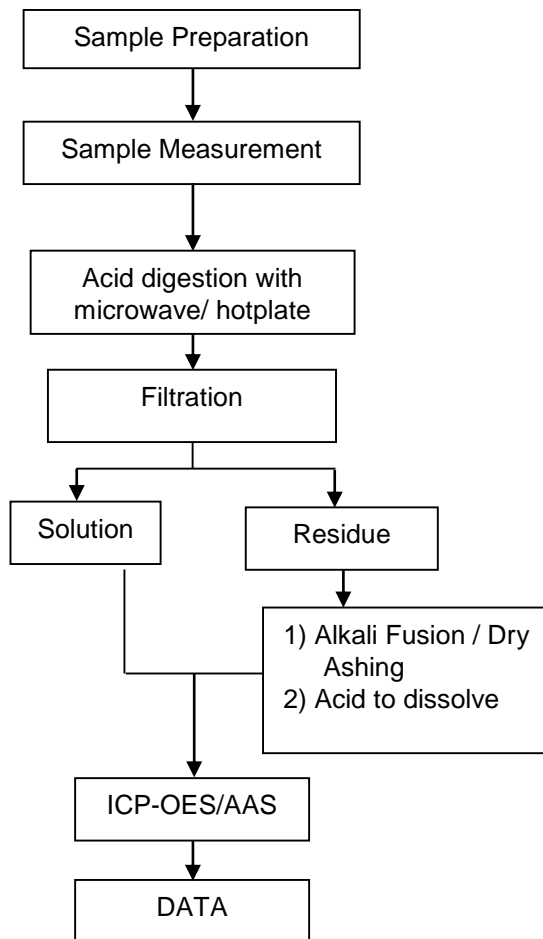 Sample Preparation
Sample Measurement
Acid digestion with
microwave/ hotplate
Filtration
Solution
Residue
1) Alkali Fusion / Dry
Ashing
2) Acid to dissolve
ICP-OES/AAS
DATA